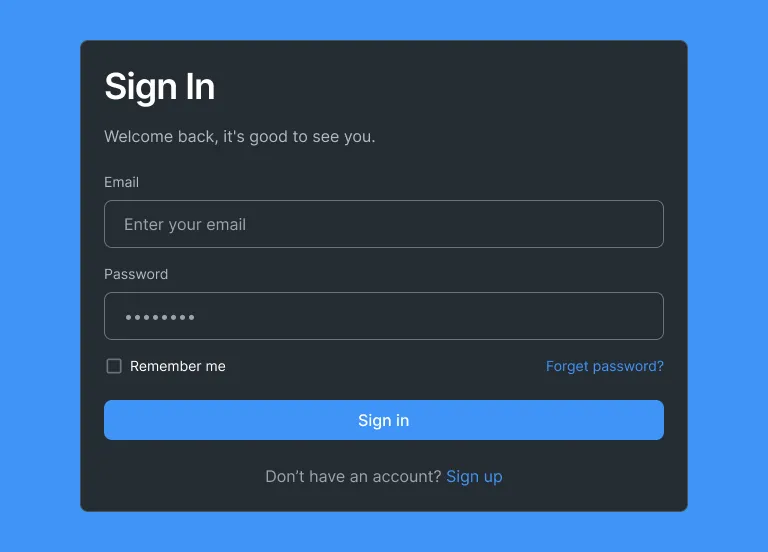 Sign In
Welcome back, it's good to see you.
Email
Enter your email
Password
••••••••
Remember me Forget password?
Sign in
Don’t have an account? Sign up